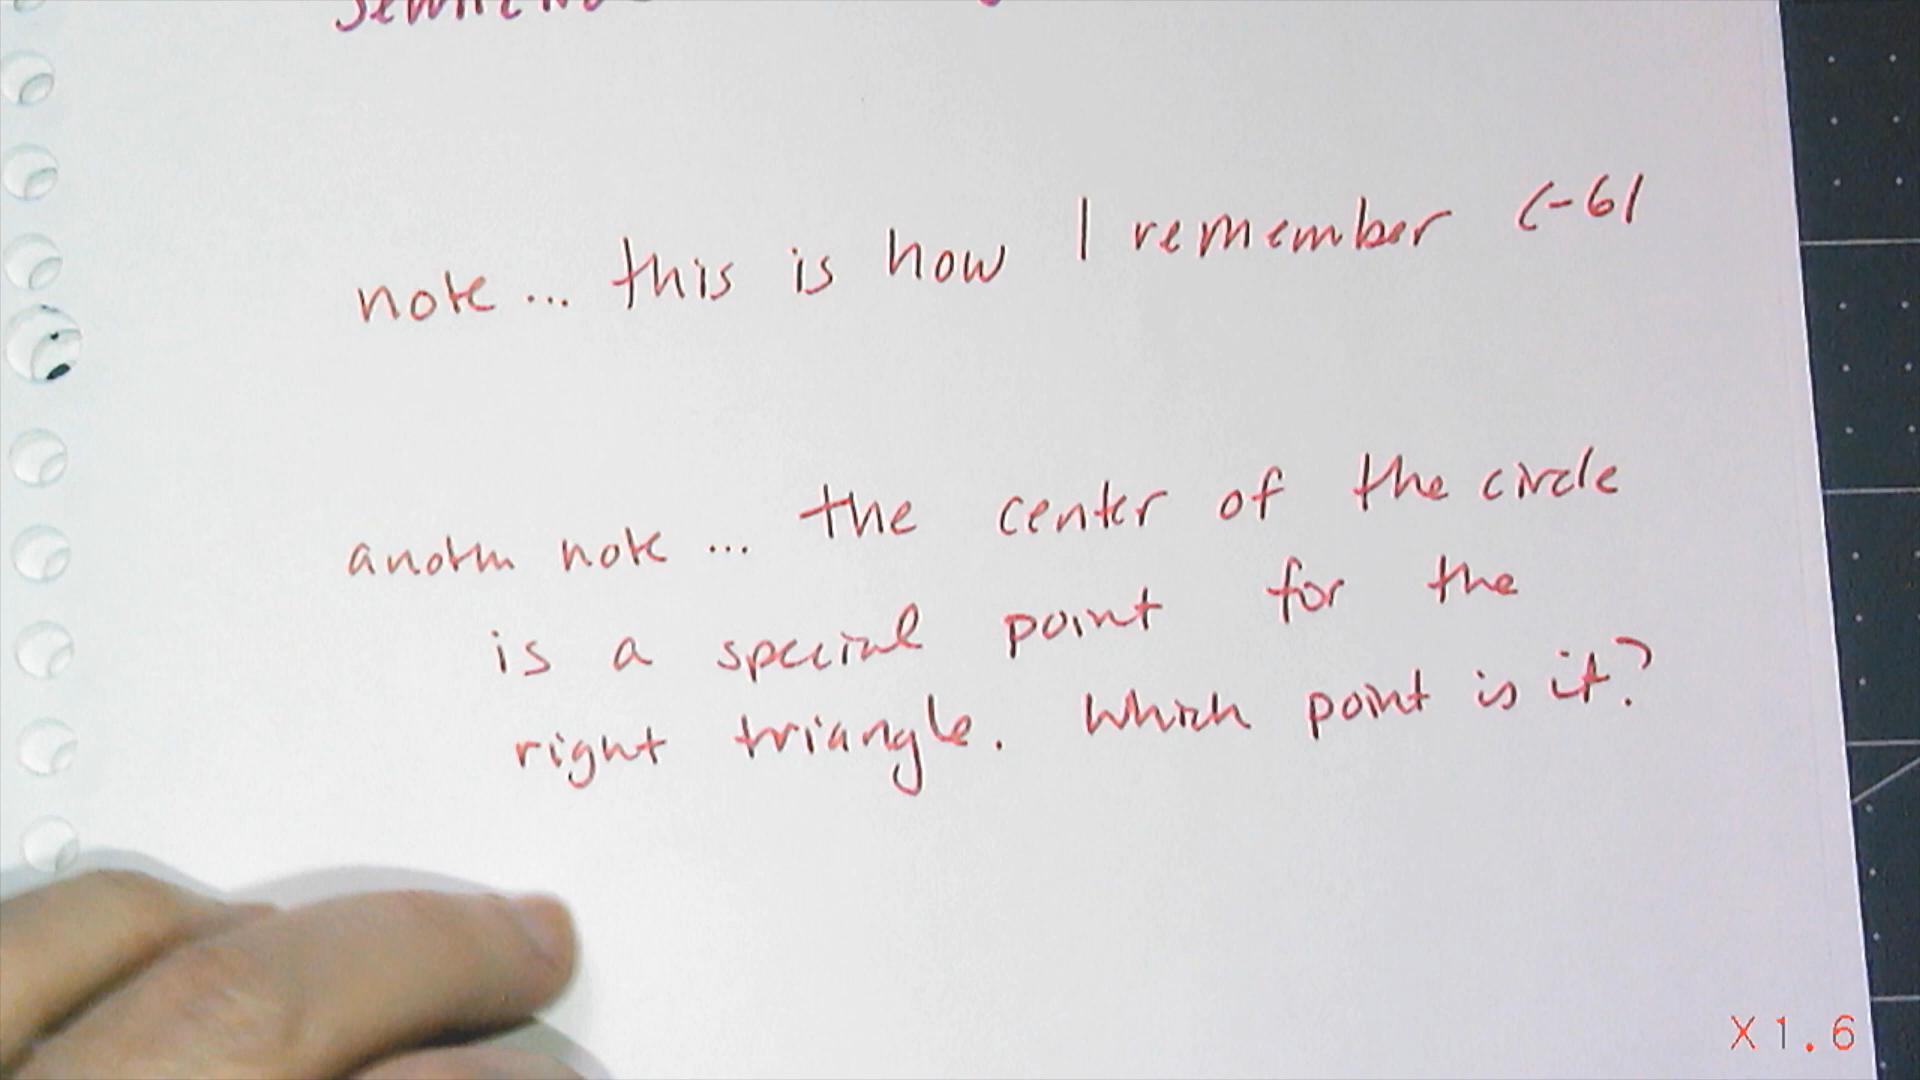 note... this is how I remember C-61
another note... the center of the circle
is a special point for the
right triangle. Which point is it?
X1.6